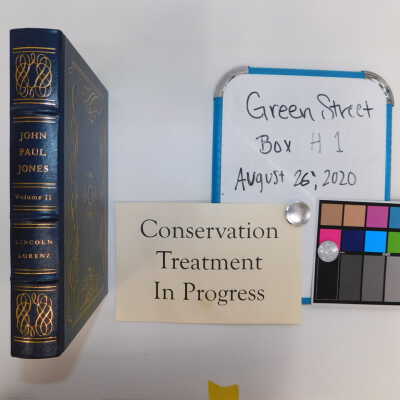 JOHN
PAUL
JONES
Volume II
LINCOLN
LORENZ
Green Street
Box H 1
August 26, 2020
Conservation
Treatment
In Progress